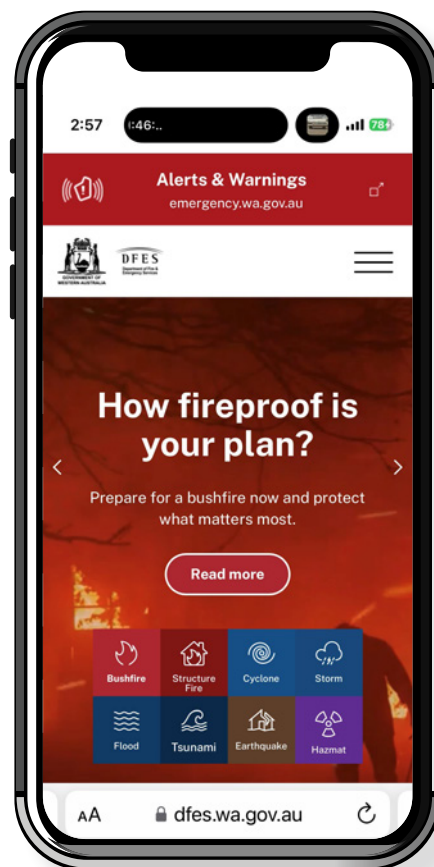 2:57
:46:..
78
Alerts & Warnings
emergency.wa.gov.au
GOVERNMENT OF
WESTERN AUSTRALIA
DFES
Department of Fire &
Emergency Services
How fireproof is
your plan?
Prepare for a bushfire now and protect
what matters most.
Read more
Bushfire
Structure
Fire
Cyclone
Storm
Flood
Tsunami
Earthquake
Hazmat
AA
dfes.wa.gov.au